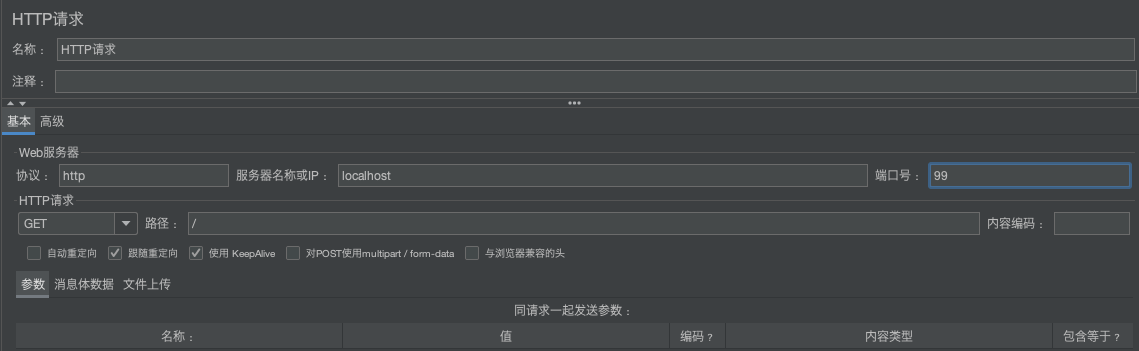 HTTP请求
名称： HTTP请求
注释：
基本 高级
Web服务器
协议： http 服务器名称或IP： localhost 端口号： 99
HTTP请求
GET 路径： / 内容编码：
自动重定向 跟随重定向 使用 KeepAlive 对POST使用multipart / form-data 与浏览器兼容的头
参数 消息体数据 文件上传
同请求一起发送参数：
名称： 值 编码？ 内容类型 包含等于？